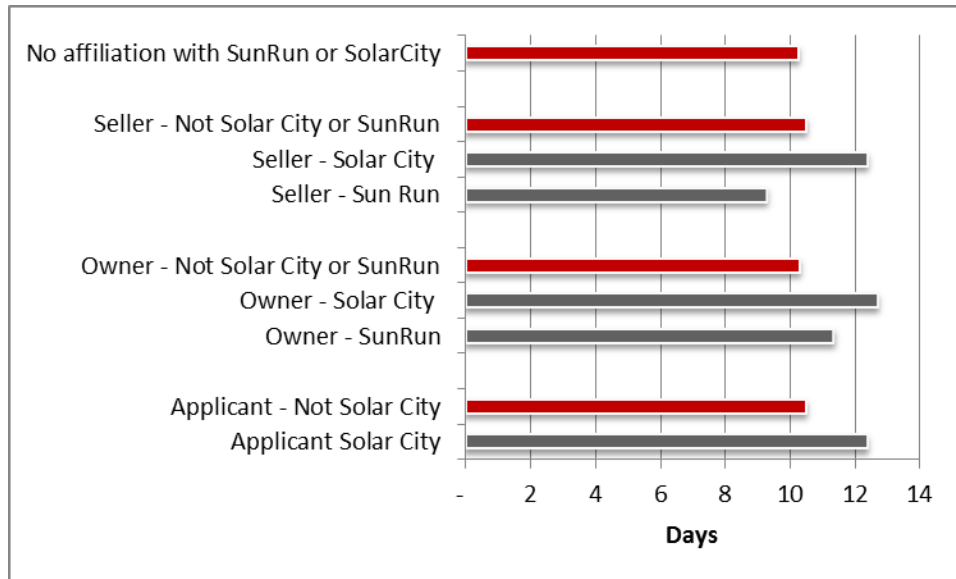 No affiliation with SunRun or SolarCity
Seller - Not Solar City or SunRun
Seller - Solar City
Seller - Sun Run
Owner - Not Solar City or SunRun
Owner - Solar City
Owner - SunRun
Applicant - Not Solar City
Applicant Solar City
- 2 4 6 8 10 12 14
Days